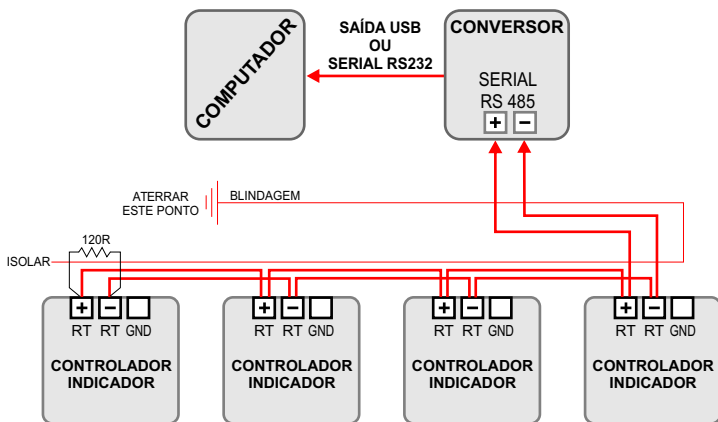 COMPUTADOR
SAÍDA USB
OU
SERIAL RS232
CONVERSOR
SERIAL
RS 485
+ −
ATERRAR
ESTE PONTO
BLINDAGEM
120R
ISOLAR
+ −
RT RT GND
CONTROLADOR
INDICADOR
+ −
RT RT GND
CONTROLADOR
INDICADOR
+ −
RT RT GND
CONTROLADOR
INDICADOR
+ −
RT RT GND
CONTROLADOR
INDICADOR